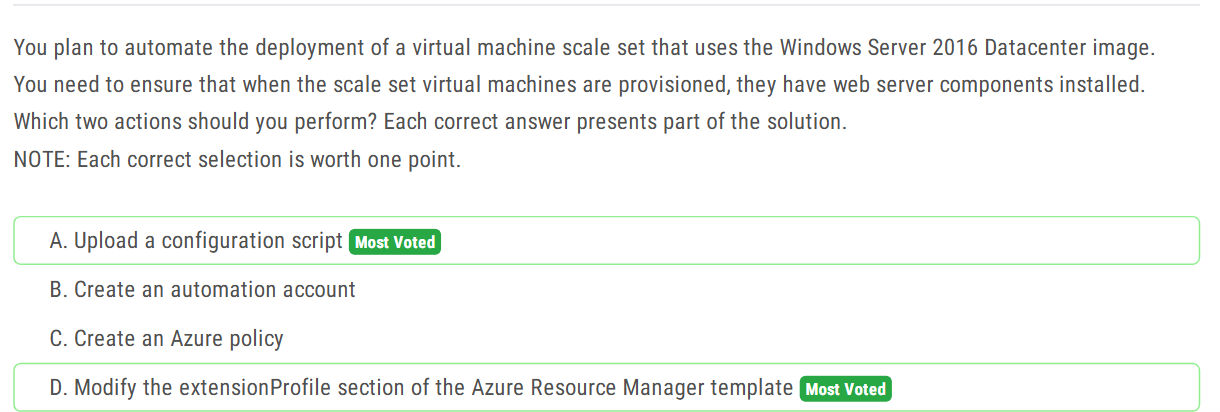 You plan to automate the deployment of a virtual machine scale set that uses the Windows Server 2016 Datacenter image.
You need to ensure that when the scale set virtual machines are provisioned, they have web server components installed.
Which two actions should you perform? Each correct answer presents part of the solution.
NOTE: Each correct selection is worth one point.
A. Upload a configuration script Most Voted
B. Create an automation account
C. Create an Azure policy
D. Modify the extensionProfile section of the Azure Resource Manager template Most Voted